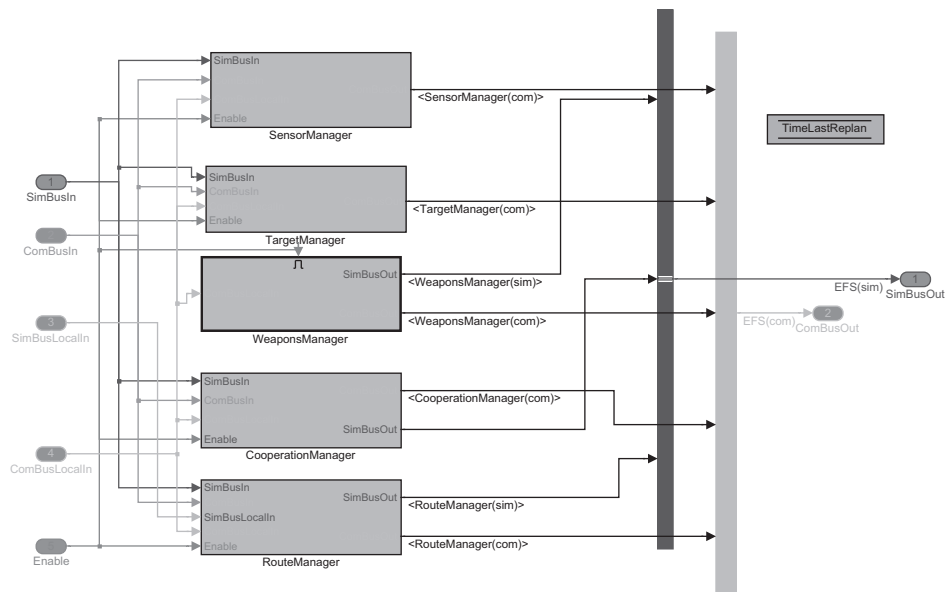 SimBusIn
Enable
SensorManager
<SensorManager(com)>
TimeLastReplan
1
SimBusIn
SimBusIn
ComBusIn
Enable
TargetManager
<TargetManager(com)>
ComBusIn
SimBusOut
WeaponsManager
<WeaponsManager(sim)>
<WeaponsManager(com)>
EFS(sim)
1
SimBusOut
EFS(com)
2
ComBusOut
3
SimBusLocalIn
SimBusIn
ComBusIn
Enable
SimBusOut
CooperationManager
<CooperationManager(com)>
4
ComBusLocalIn
SimBusIn
SimBusLocalIn
Enable
SimBusOut
RouteManager
<RouteManager(sim)>
<RouteManager(com)>
Enable